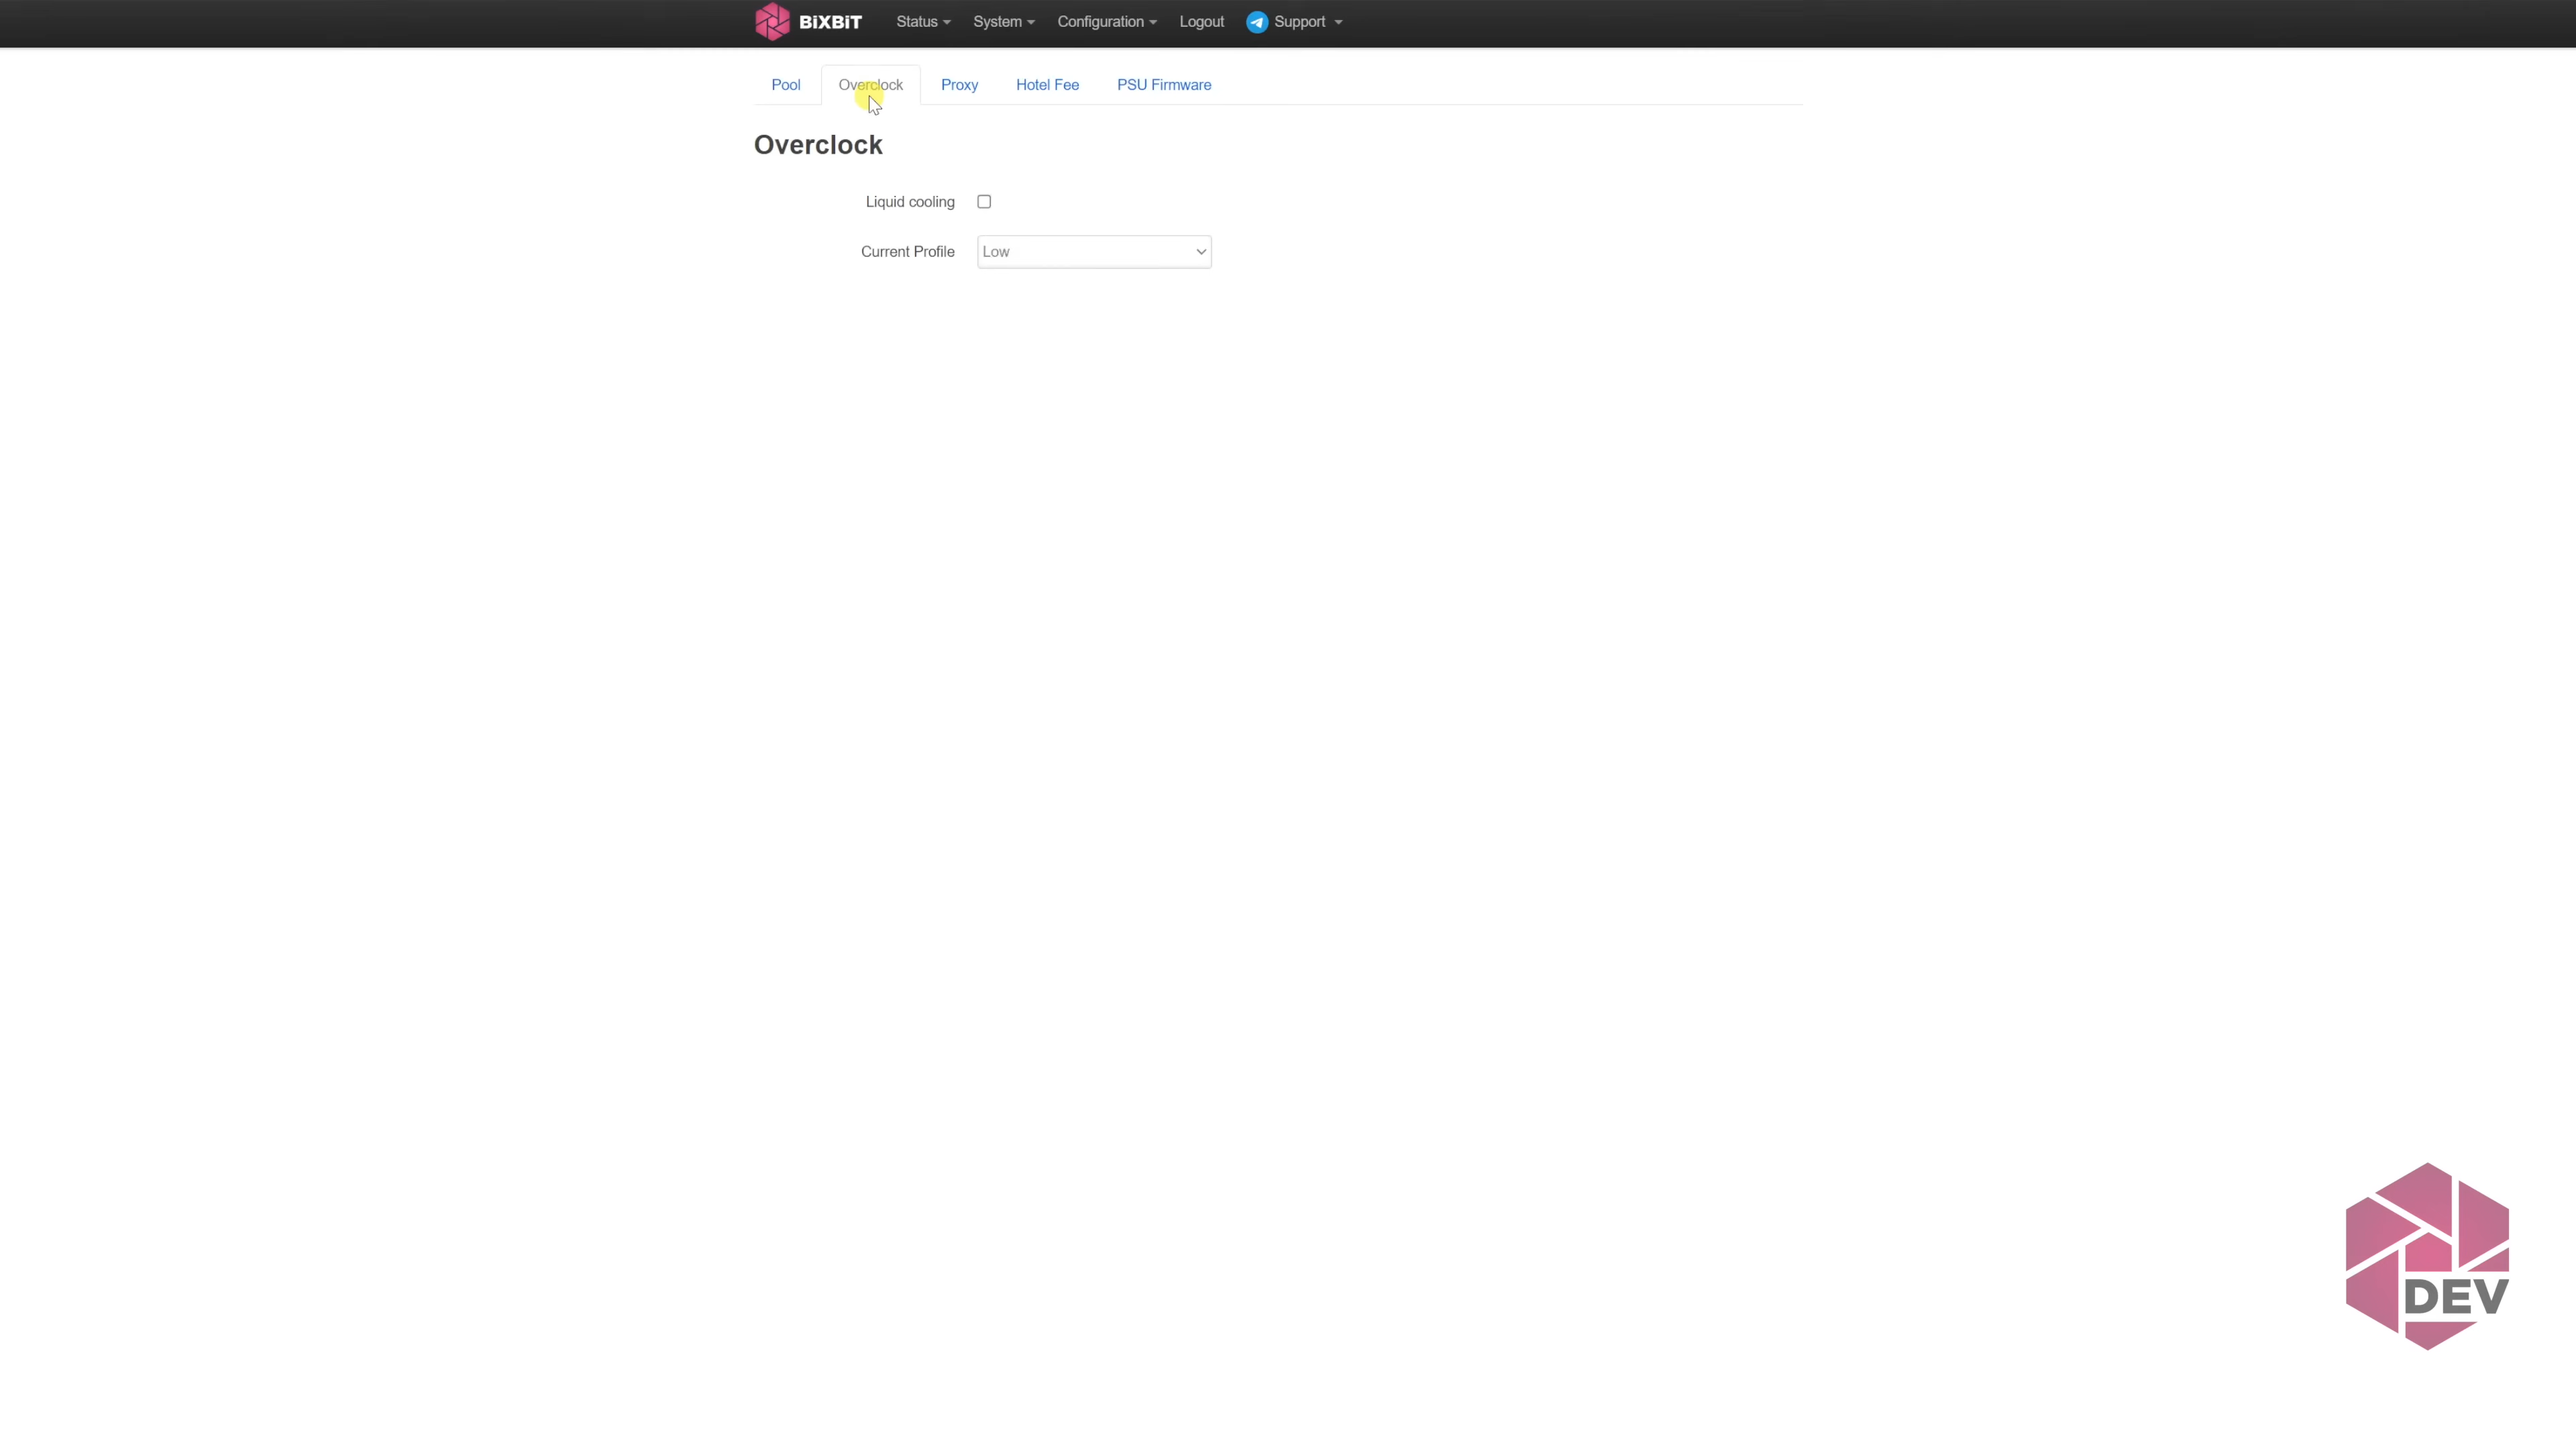 BiXBiT Status System Configuration Logout Support
Pool Overclock Proxy Hotel Fee PSU Firmware
Overclock
Liquid cooling
Current Profile Low
DEV